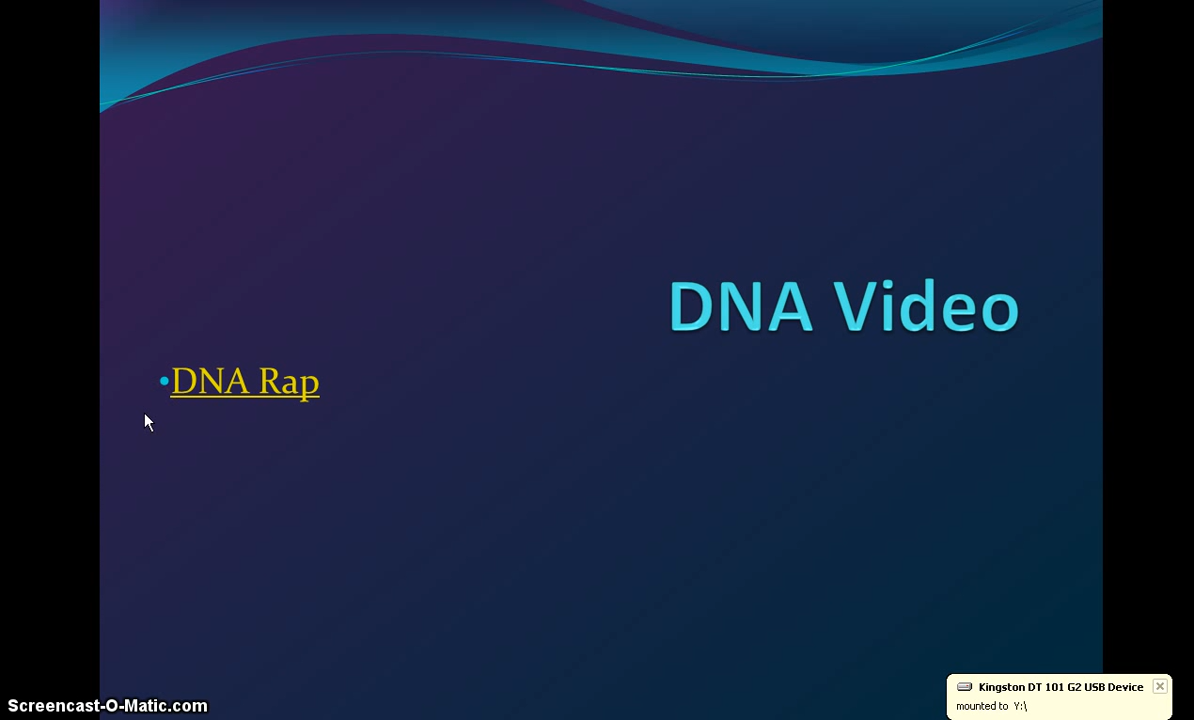 DNA Video
•DNA Rap
Kingston DT 101 G2 USB Device
mounted to Y:\
Screencast-O-Matic.com